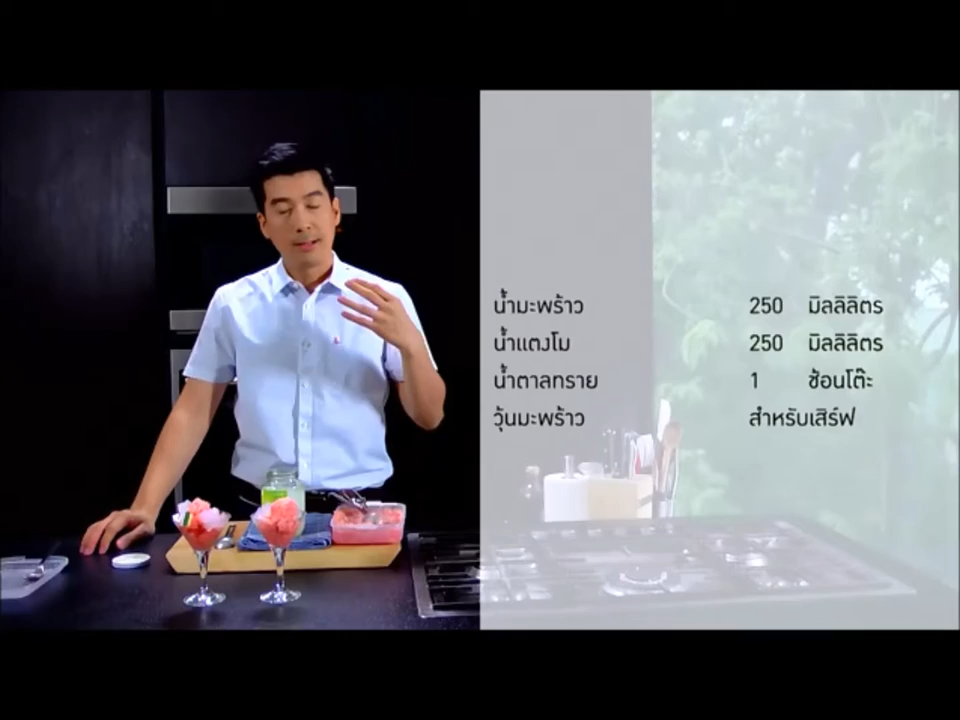 น้ำมะพร้าว 250 มิลลิลิตร
น้ำแตงโม 250 มิลลิลิตร
น้ำตาลทราย 1 ช้อนโต๊ะ
วุ้นมะพร้าว สำหรับเสิร์ฟ